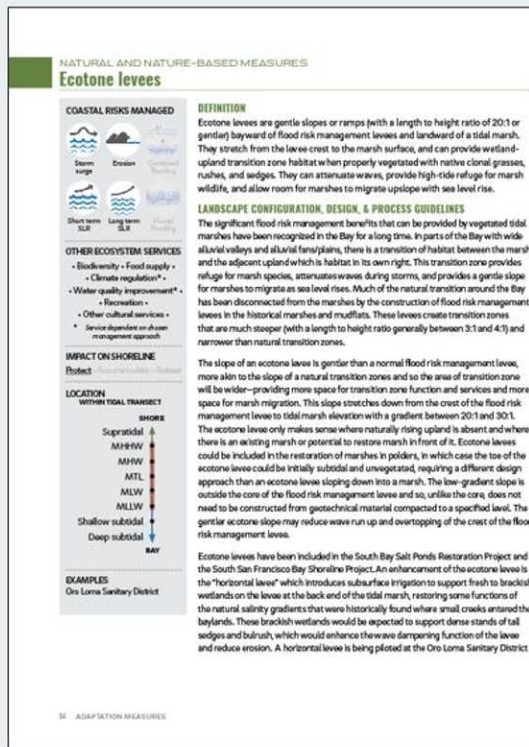 NATURAL AND NATURE-BASED MEASURES
Ecotone levees
COASTAL RISKS MANAGED
Storm surge
Erosion
Combined flooding
Short term SLR
Long term SLR
Fluvial flooding
OTHER ECOSYSTEM SERVICES
• Biodiversity • Food supply •
• Climate regulation* •
• Water quality improvement* •
• Recreation •
• Other cultural services •
* Service dependent on chosen
management approach
IMPACT ON SHORELINE
Protect Accommodate Retreat
LOCATION
WITHIN TIDAL TRANSECT
SHORE
Supratidal
MHHW
MHW
MTL
MLW
MLLW
Shallow subtidal
Deep subtidal
BAY
EXAMPLES
Oro Loma Sanitary District
DEFINITION
Ecotone levees are gentle slopes or ramps (with a length to height ratio of 20:1 or
gentler) bayward of flood risk management levees and landward of a tidal marsh.
They stretch from the levee crest to the marsh surface, and can provide wetland-
upland transition zone habitat when properly vegetated with native clonal grasses,
rushes, and sedges. They can attenuate waves, provide high-tide refuge for marsh
wildlife, and allow room for marshes to migrate upslope with sea level rise.
LANDSCAPE CONFIGURATION, DESIGN, & PROCESS GUIDELINES
The significant flood risk management benefits that can be provided by vegetated tidal
marshes have been recognized in the Bay for a long time. In parts of the Bay with wide
alluvial valleys and alluvial fans/plains, there is a transition of habitat between the marsh
and the adjacent upland which is habitat in its own right. This transition zone provides
refuge for marsh species, attenuates waves during storms, and provides a gentle slope
for marshes to migrate as sea level rises. Much of the natural transition around the Bay
has been disconnected from the marshes by the construction of flood risk management
levees in the historical marshes and mudflats. These levees create transition zones
that are much steeper (with a length to height ratio generally between 3:1 and 4:1) and
narrower than natural transition zones.
The slope of an ecotone levee is gentler than a normal flood risk management levee,
more akin to the slope of a natural transition zones and so the area of transition zone
will be wider—providing more space for transition zone function and services and more
space for marsh migration. This slope stretches down from the crest of the flood risk
management levee to tidal marsh elevation with a gradient between 20:1 and 30:1.
The ecotone levee only makes sense where naturally rising upland is absent and where
there is an existing marsh or potential to restore marsh in front of it. Ecotone levees
could be included in the restoration of marshes in polders, in which case the toe of the
ecotone levee could be initially subtidal and unvegetated, requiring a different design
approach than an ecotone levee sloping down into a marsh. The low-gradient slope is
outside the core of the flood risk management levee and so, unlike the core, does not
need to be constructed from geotechnical material compacted to a specified level. The
gentler ecotone slope may reduce wave run up and overtopping of the crest of the flood
risk management levee.
Ecotone levees have been included in the South Bay Salt Ponds Restoration Project and
the South San Francisco Bay Shoreline Project. An enhancement of the ecotone levee is
the "horizontal levee" which introduces subsurface irrigation to support fresh to brackish
wetlands on the levee at the back end of the tidal marsh, restoring some functions of
the natural salinity gradients that were historically found where small creeks entered the
baylands. These brackish wetlands would be expected to support dense stands of tall
sedges and bulrush, which would enhance the wave dampening function of the levee
and reduce erosion. A horizontal levee is being piloted at the Oro Loma Sanitary District
ADAPTATION MEASURES